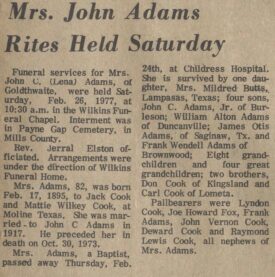 Mrs. John Adams
Rites Held Saturday
Funeral services for Mrs.
John C. (Lena) Adams, of
Goldthwaite, were held Satur-
day, Feb. 26, 1977, at
10:30 a.m. in the Wilkins Fun-
eral Chapel. Interment was
in Payne Gap Cemetery, in
Mills County.
Rev. Jerral Elston of-
ficiated. Arrangements were
under the direction of Wilkins
Funeral Home.
Mrs. Adams, 82, was born
Feb. 17, 1895, to Jack Cook
and Mattie Wilkey Cook, at
Moline Texas. She was mar-
ried to John C Adams in
1917. He preceded her in
death on Oct. 30, 1973.
Mrs. Adams, a Baptist,
passed away Thursday, Feb.
24th, at Childress Hospital.
She is survived by one dau-
ghter, Mrs. Mildred Butts,
Lampasas, Texas; four sons,
John C. Adams, Jr. of Bur-
leson; William Alton Adams
of Duncanville; James Otis
Adams, of Saginaw, Tx. and
Frank Wendell Adams of
Brownwood; Eight grand-
children and four great
grandchildren; two brothers,
Don Cook of Kingsland and
Carl Cook of Lometa.
Pallbearers were Lyndon
Cook, Joe Howard Fox, Frank
Adams, John Vernon Cook,
Deward Cook and Raymond
Lewis Cook, all nephews of
Mrs. Adams.